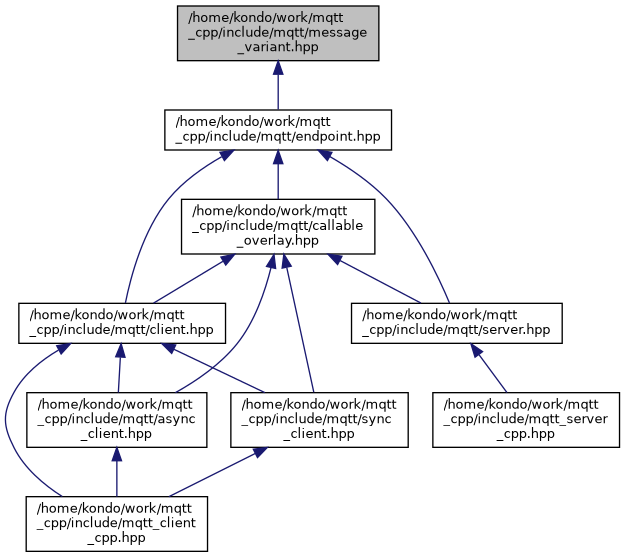 /home/kondo/work/mqtt
_cpp/include/mqtt/message
_variant.hpp
/home/kondo/work/mqtt
_cpp/include/mqtt/endpoint.hpp
/home/kondo/work/mqtt
_cpp/include/mqtt/callable
_overlay.hpp
/home/kondo/work/mqtt
_cpp/include/mqtt/client.hpp
/home/kondo/work/mqtt
_cpp/include/mqtt/server.hpp
/home/kondo/work/mqtt
_cpp/include/mqtt/async
_client.hpp
/home/kondo/work/mqtt
_cpp/include/mqtt/sync
_client.hpp
/home/kondo/work/mqtt
_cpp/include/mqtt_server
_cpp.hpp
/home/kondo/work/mqtt
_cpp/include/mqtt_client
_cpp.hpp